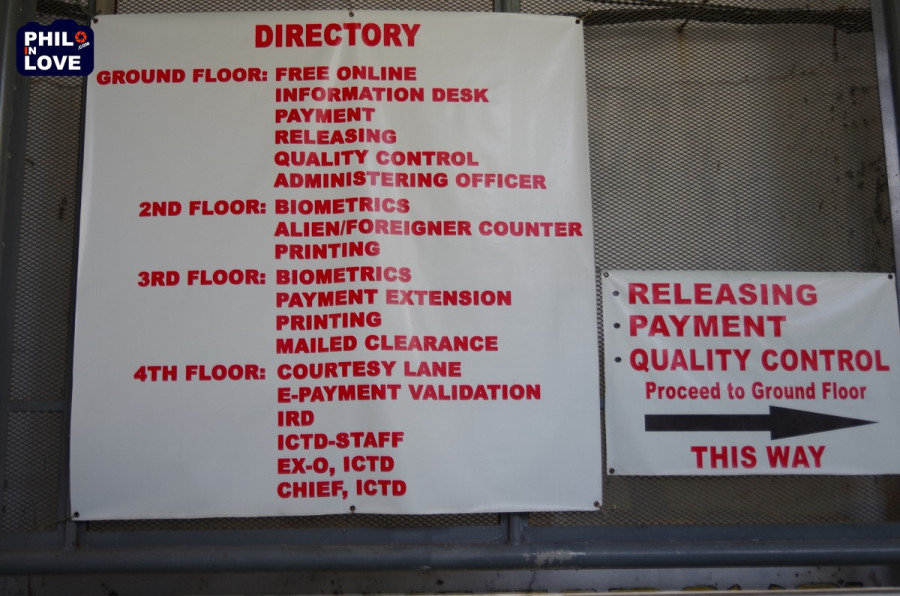 PHIL
IN
LOVE
.com
DIRECTORY
GROUND FLOOR: FREE ONLINE
INFORMATION DESK
PAYMENT
RELEASING
QUALITY CONTROL
ADMINISTERING OFFICER
2ND FLOOR: BIOMETRICS
ALIEN/FOREIGNER COUNTER
PRINTING
3RD FLOOR: BIOMETRICS
PAYMENT EXTENSION
PRINTING
MAILED CLEARANCE
4TH FLOOR: COURTESY LANE
E-PAYMENT VALIDATION
IRD
ICTD-STAFF
EX-O, ICTD
CHIEF, ICTD
• RELEASING
• PAYMENT
• QUALITY CONTROL
Proceed to Ground Floor
THIS WAY